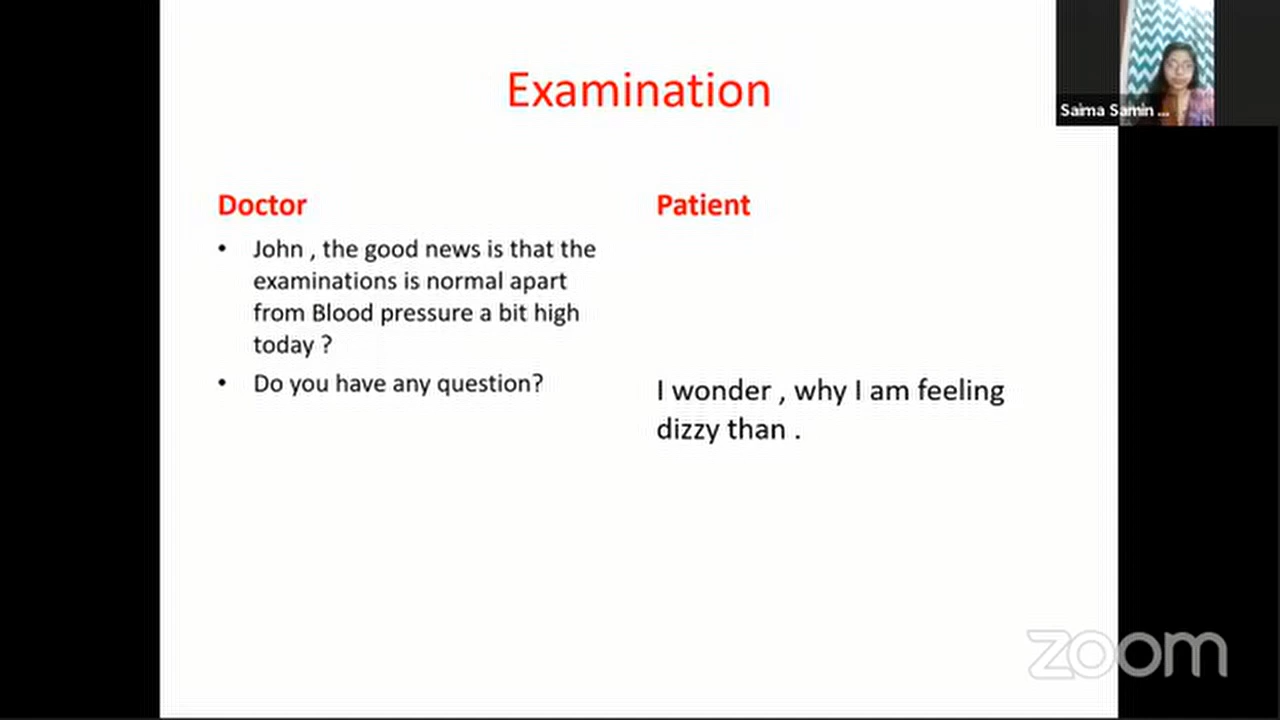 Examination
Saima Samin ...
Doctor
Patient
• John , the good news is that the
examinations is normal apart
from Blood pressure a bit high
today ?
• Do you have any question?
I wonder , why I am feeling
dizzy than .
zoom